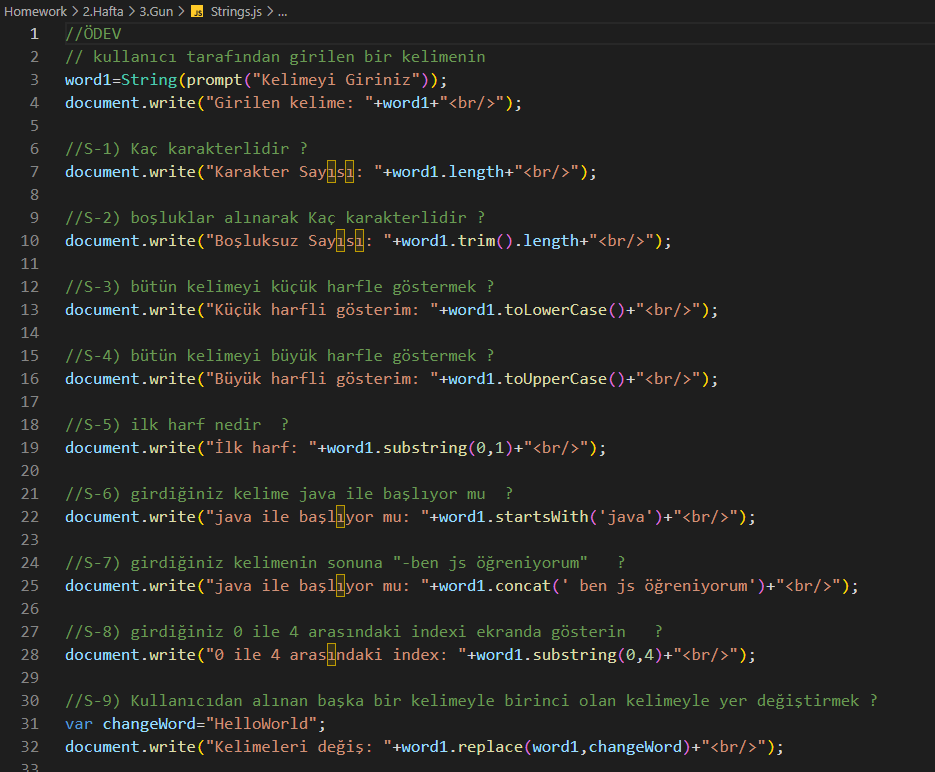 Homework > 2.Hafta > 3.Gun > JS Strings.js > ...
1 //ÖDEV
2 // kullanıcı tarafından girilen bir kelimenin
3 word1=String(prompt("Kelimeyi Giriniz"));
4 document.write("Girilen kelime: "+word1+"<br/>");
5
6 //S-1) Kaç karakterlidir ?
7 document.write("Karakter Sayısı: "+word1.length+"<br/>");
8
9 //S-2) boşluklar alınarak Kaç karakterlidir ?
10 document.write("Boşluksuz Sayısı: "+word1.trim().length+"<br/>");
11
12 //S-3) bütün kelimeyi küçük harfle göstermek ?
13 document.write("Küçük harfli gösterim: "+word1.toLowerCase()+"<br/>");
14
15 //S-4) bütün kelimeyi büyük harfle göstermek ?
16 document.write("Büyük harfli gösterim: "+word1.toUpperCase()+"<br/>");
17
18 //S-5) ilk harf nedir  ?
19 document.write("İlk harf: "+word1.substring(0,1)+"<br/>");
20
21 //S-6) girdiğiniz kelime java ile başlıyor mu  ?
22 document.write("java ile başlıyor mu: "+word1.startsWith('java')+"<br/>");
23
24 //S-7) girdiğiniz kelimenin sonuna "-ben js öğreniyorum"   ?
25 document.write("java ile başlıyor mu: "+word1.concat(' ben js öğreniyorum')+"<br/>");
26
27 //S-8) girdiğiniz 0 ile 4 arasındaki indexi ekranda gösterin   ?
28 document.write("0 ile 4 arasındaki index: "+word1.substring(0,4)+"<br/>");
29
30 //S-9) Kullanıcıdan alınan başka bir kelimeyle birinci olan kelimeyle yer değiştirmek ?
31 var changeWord="HelloWorld";
32 document.write("Kelimeleri değiş: "+word1.replace(word1,changeWord)+"<br/>");
33